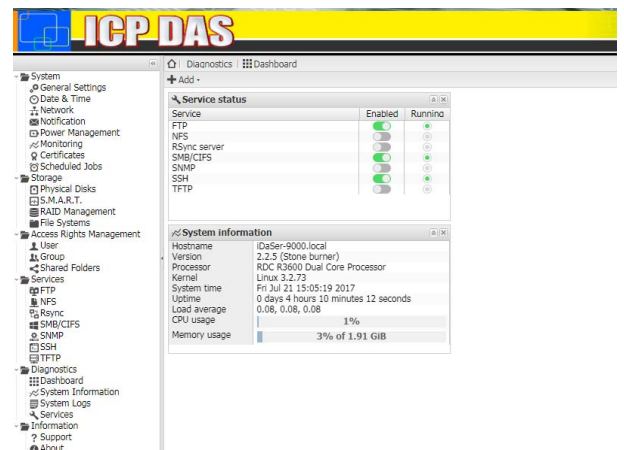 ICP DAS
Diagnostics | Dashboard
Add
System
General Settings
Date & Time
Network
Notification
Power Management
Monitoring
Certificates
Scheduled Jobs
Storage
Physical Disks
S.M.A.R.T.
RAID Management
File Systems
Access Rights Management
User
Group
Shared Folders
Services
FTP
NFS
Rsync
SMB/CIFS
SNMP
SSH
TFTP
Diagnostics
Dashboard
System Information
System Logs
Services
Information
? Support
About
Service status
Service Enabled Running
FTP
NFS
RSync server
SMB/CIFS
SNMP
SSH
TFTP
System information
Hostname iDaSer-9000.local
Version 2.2.5 (Stone burner)
Processor RDC R3600 Dual Core Processor
Kernel Linux 3.2.73
System time Fri Jul 21 15:05:19 2017
Uptime 0 days 4 hours 10 minutes 12 seconds
Load average 0.08, 0.08, 0.08
CPU usage 1%
Memory usage 3% of 1.91 GiB